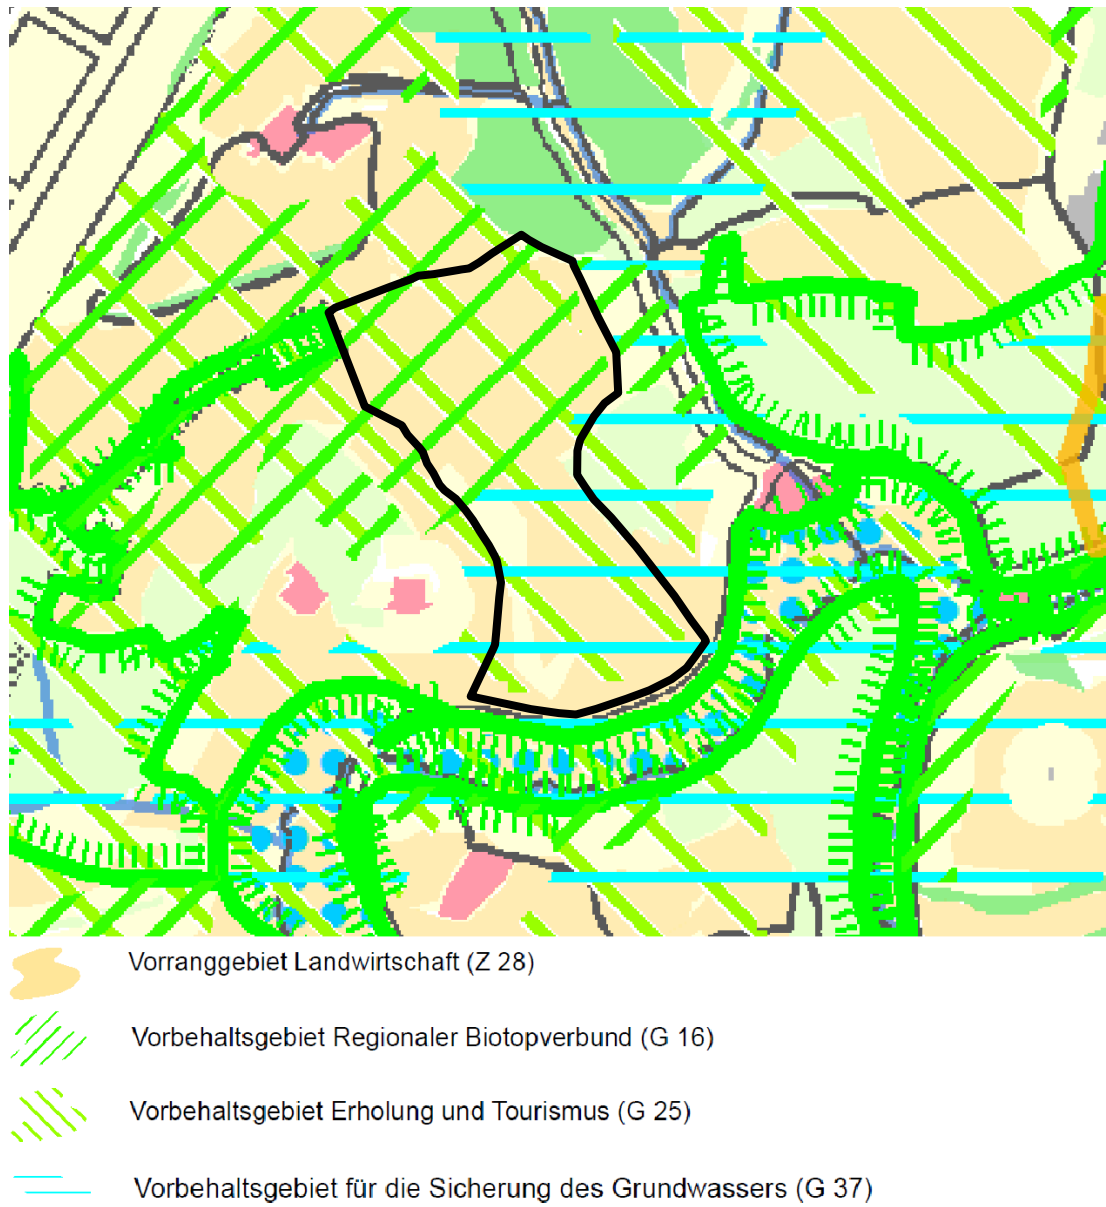 Vorranggebiet Landwirtschaft (Z 28)
Vorbehaltsgebiet Regionaler Biotopverbund (G 16)
Vorbehaltsgebiet Erholung und Tourismus (G 25)
Vorbehaltsgebiet für die Sicherung des Grundwassers (G 37)